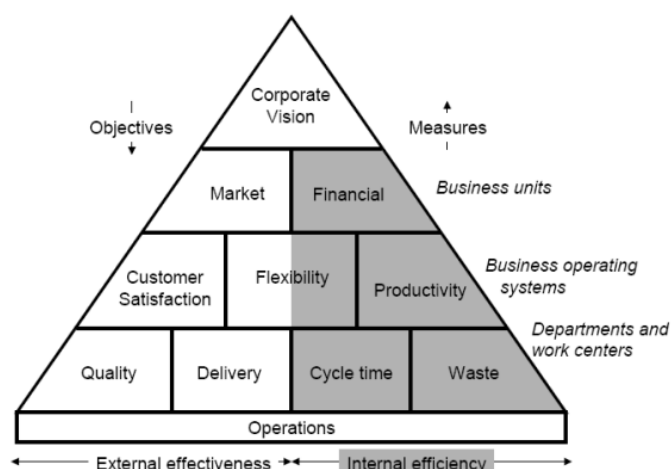 Corporate
Vision
Objectives
Measures
Market
Financial
Business units
Customer
Satisfaction
Flexibility
Productivity
Business operating
systems
Departments and
work centers
Quality
Delivery
Cycle time
Waste
Operations
External effectiveness
Internal efficiency